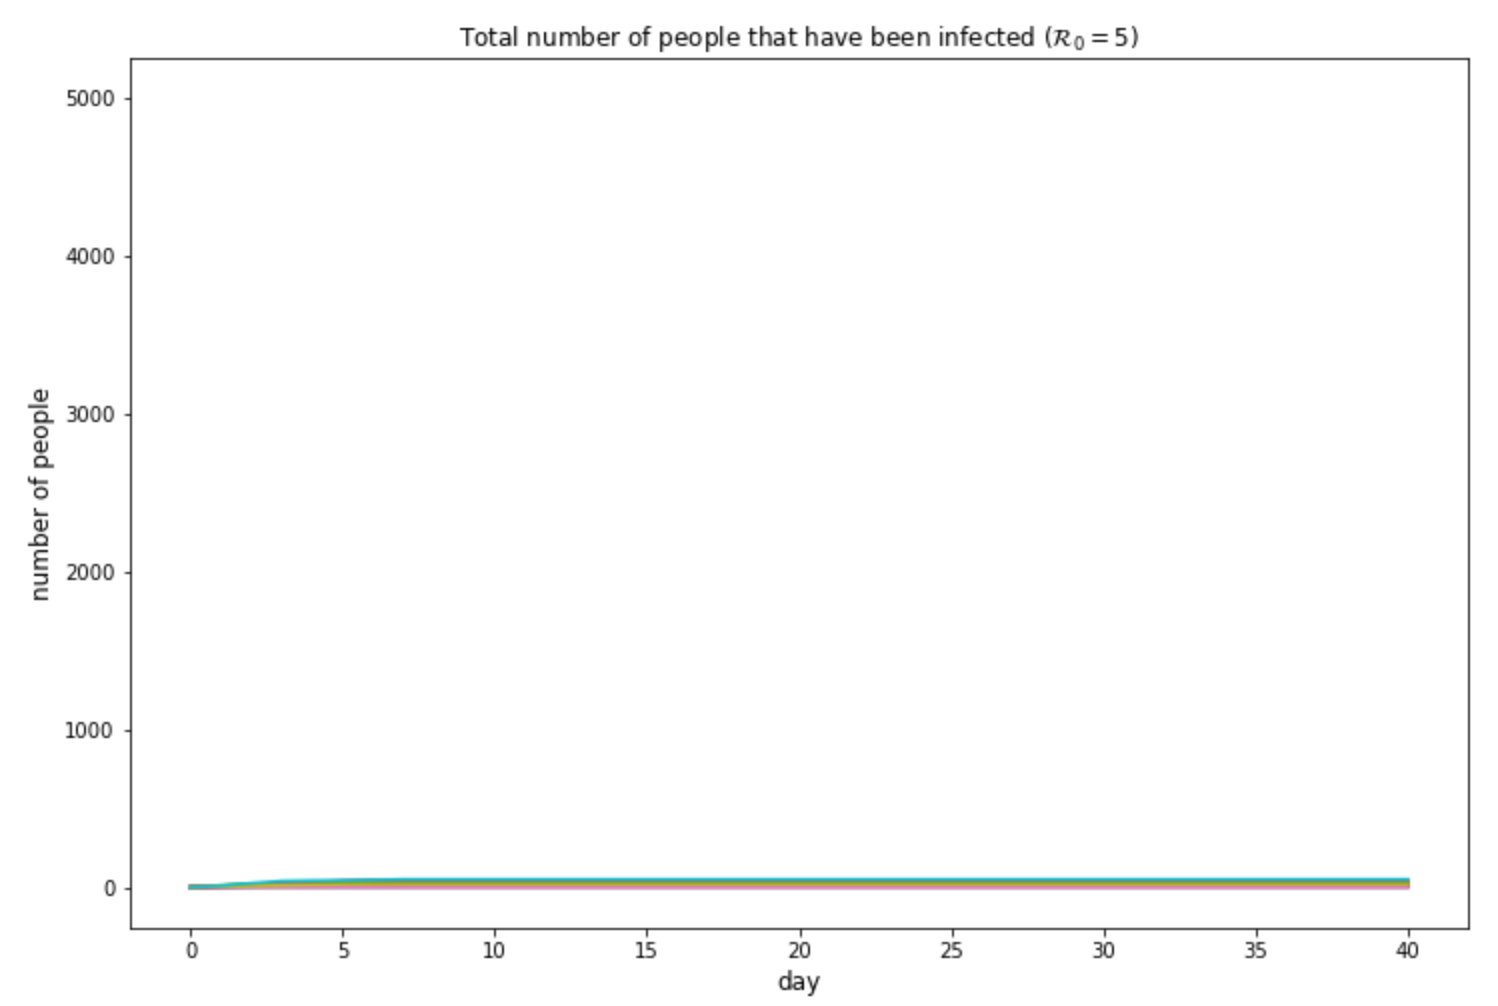 Total number of people that have been infected (ℛ₀ = 5)
number of people
5000
4000
3000
2000
1000
0
0 5 10 15 20 25 30 35 40
day